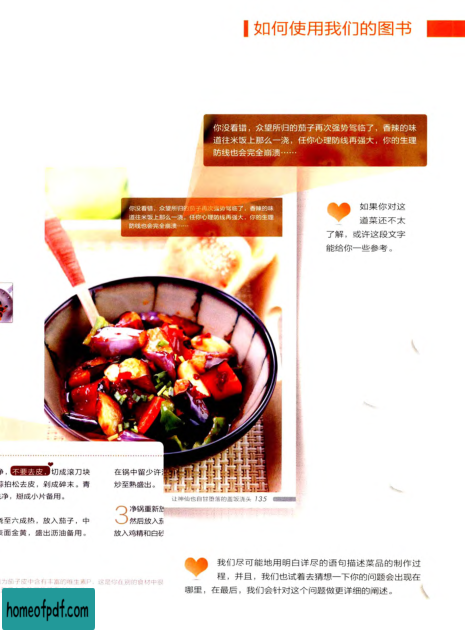 如何使用我们的图书
你没看错，众望所归的茄子再次强势驾临了，香辣的味
道往米饭上那么一浇，任你心理防线再强大，你的生理
防线也会完全崩溃……
如果你对这
道菜还不太
了解，或许这段文字
能给你一些参考。
你没看错，众望所归的茄子再次强势驾临了，香辣的味
道往米饭上那么一浇，任你心理防线再强大，你的生理
防线也会完全崩溃……
净，不要去皮，切成滚刀块
拍松去皮，剁成碎末。青
净，掰成小片备用。
烧至六成热，放入茄子，中
表面金黄，盛出沥油备用。
在锅中留少许
炒至熟盛出。
3 净锅重新
然后放入
放入鸡精和白砂
让神仙也自甘堕落的盖饭浇头 135
我们尽可能地用明白详尽的语句描述菜品的制作过
程，并且，我们也试着去猜想一下你的问题会出现在
哪里，在最后，我们会针对这个问题做更详细的阐述。
homeofpdf.com